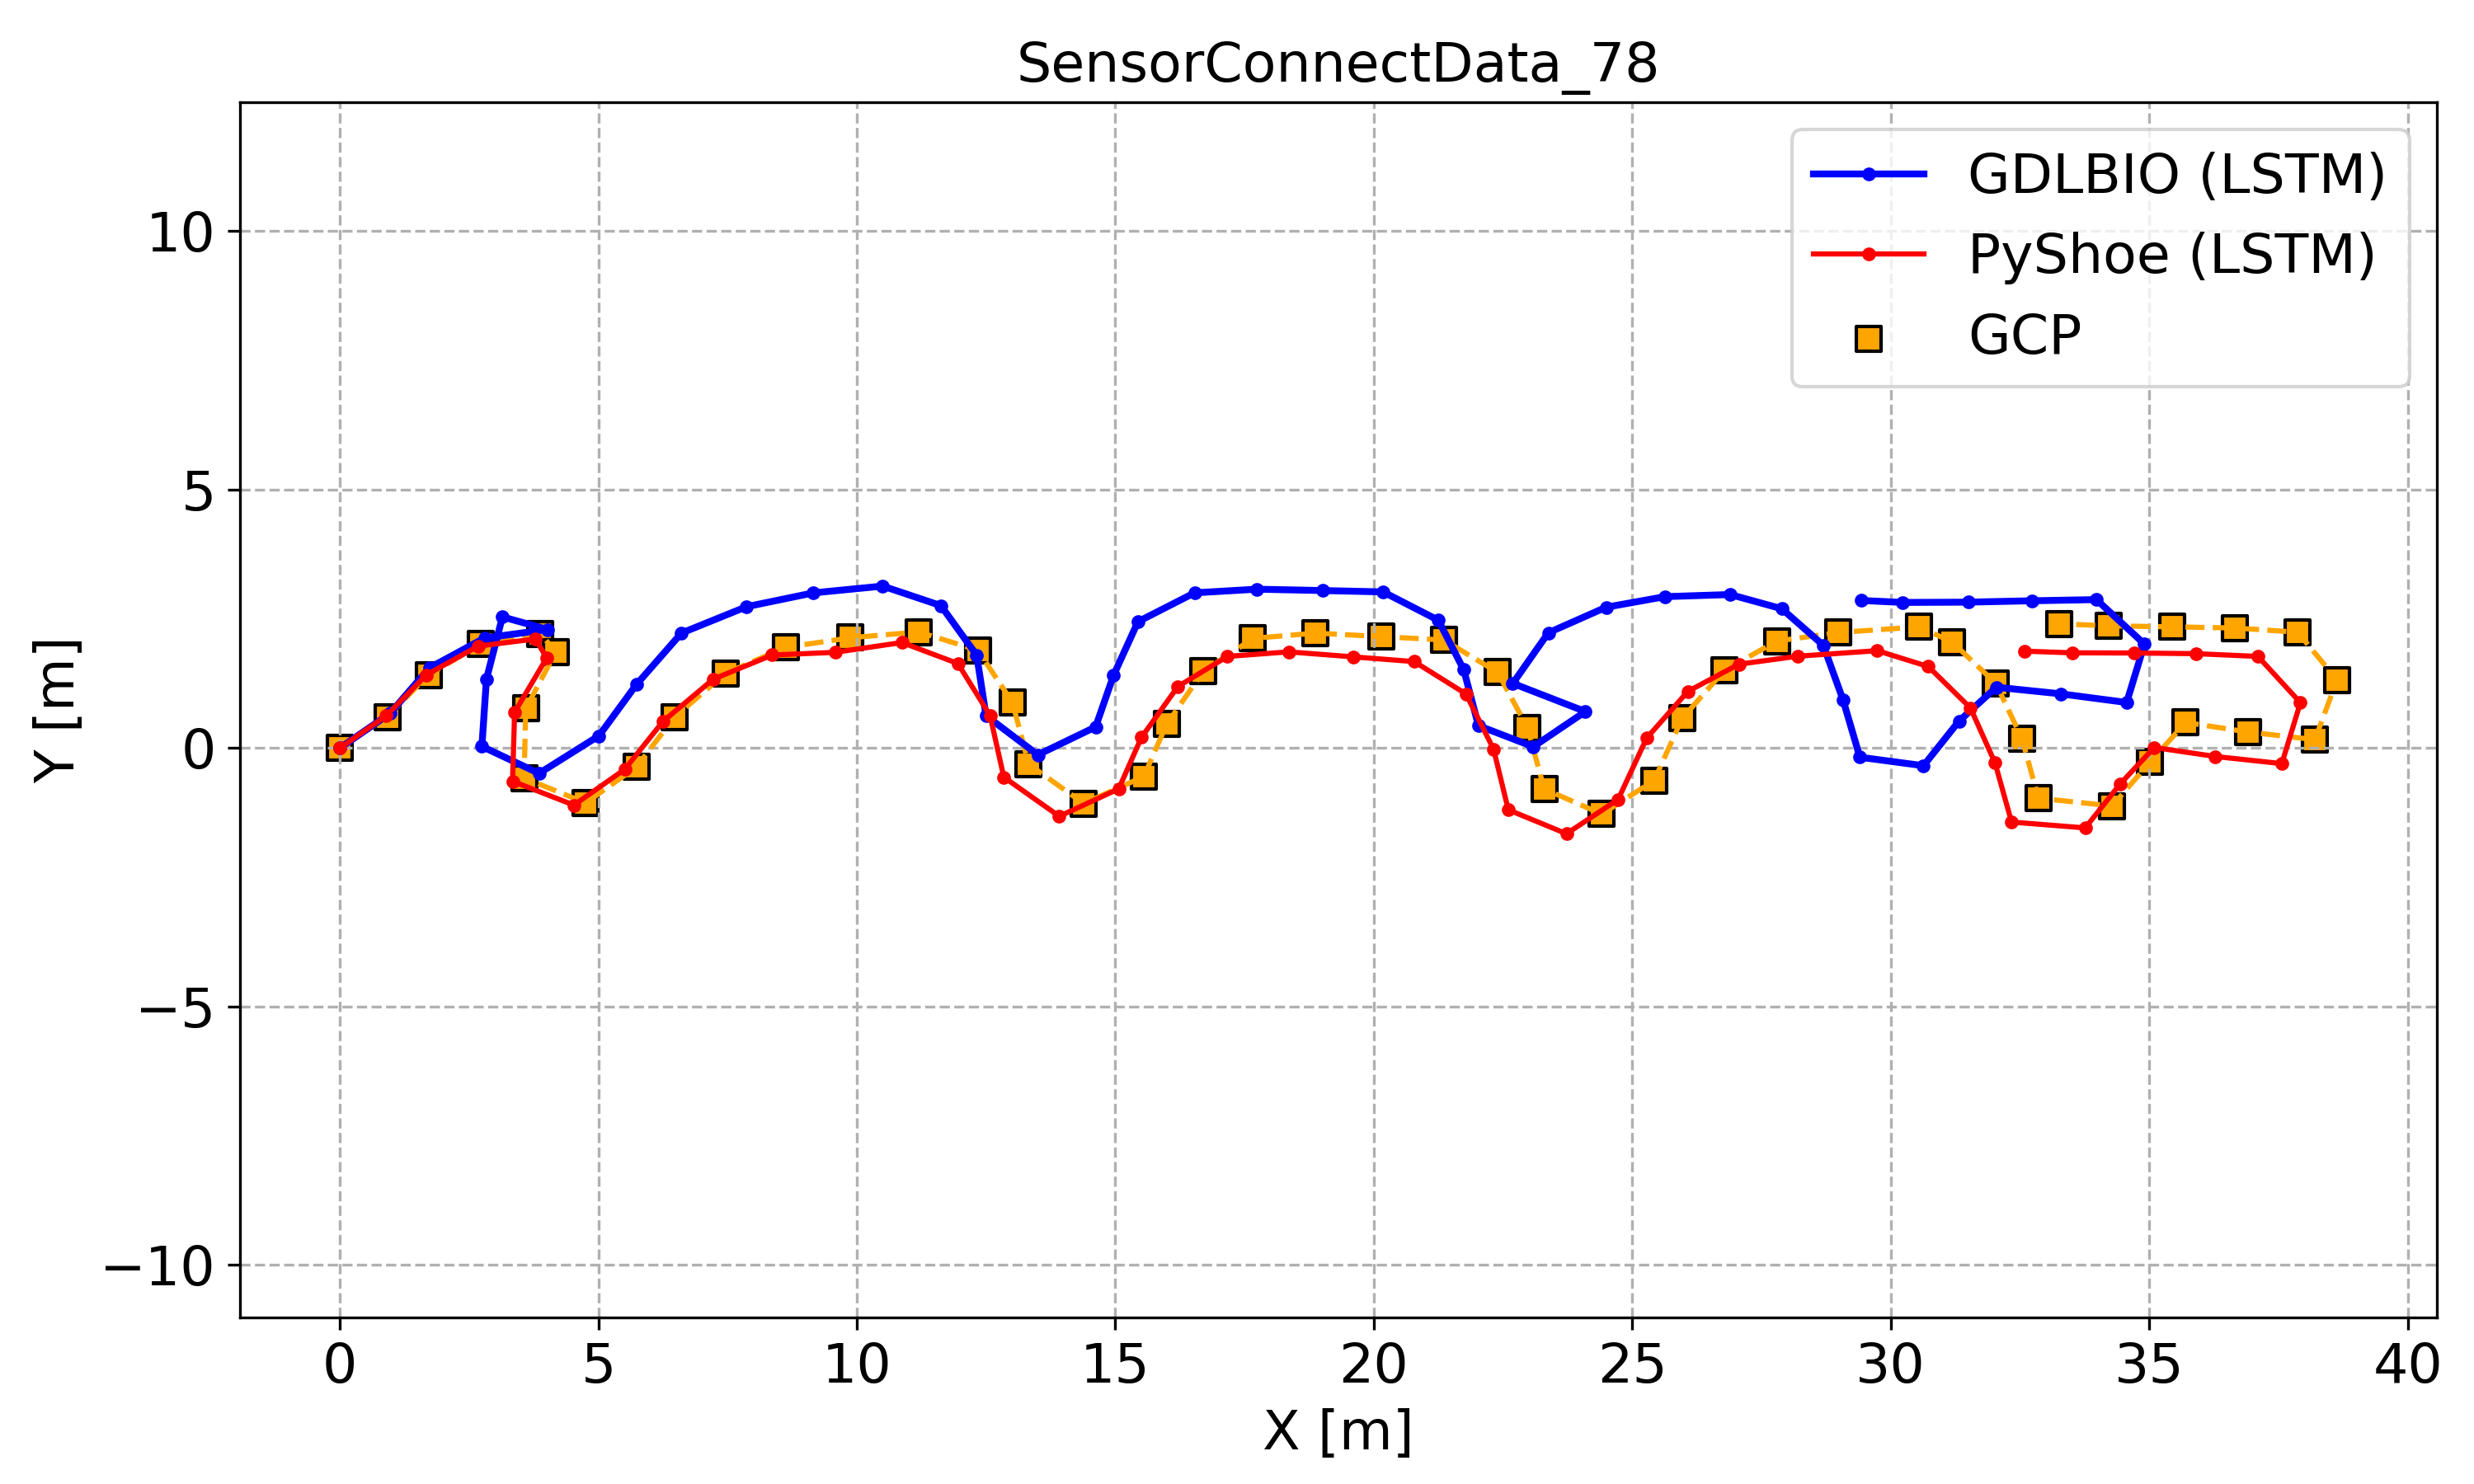 SensorConnectData_78
GDLBIO (LSTM)
PyShoe (LSTM)
GCP
Y [m]
10
5
0
−5
−10
0 5 10 15 20 25 30 35 40
X [m]